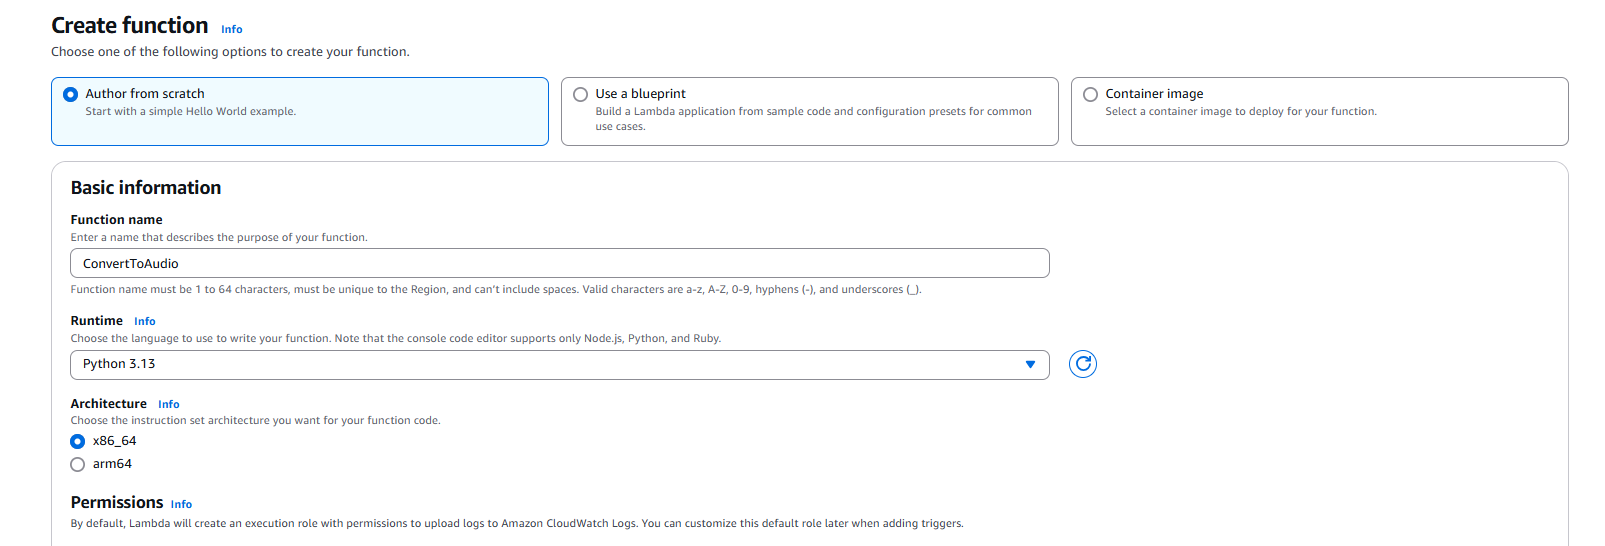 Create function Info
Choose one of the following options to create your function.
Author from scratch
Start with a simple Hello World example.
Use a blueprint
Build a Lambda application from sample code and configuration presets for common
use cases.
Container image
Select a container image to deploy for your function.
Basic information
Function name
Enter a name that describes the purpose of your function.
ConvertToAudio
Function name must be 1 to 64 characters, must be unique to the Region, and can't include spaces. Valid characters are a-z, A-Z, 0-9, hyphens (-), and underscores (_).
Runtime Info
Choose the language to use to write your function. Note that the console code editor supports only Node.js, Python, and Ruby.
Python 3.13
Architecture Info
Choose the instruction set architecture you want for your function code.
x86_64
arm64
Permissions Info
By default, Lambda will create an execution role with permissions to upload logs to Amazon CloudWatch Logs. You can customize this default role later when adding triggers.